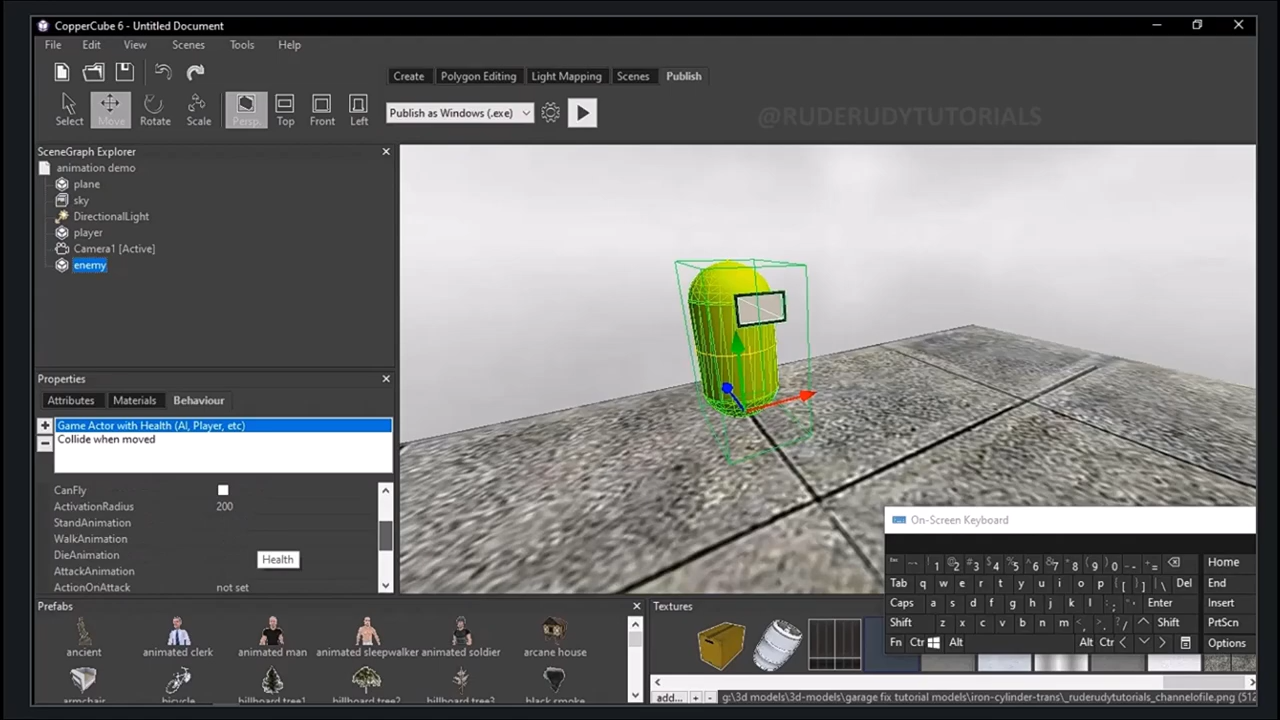 CopperCube 6 - Untitled Document
File Edit View Scenes Tools Help
Create Polygon Editing Light Mapping Scenes Publish
Select Move Rotate Scale Persp. Top Front Left
Publish as Windows (.exe)
@RUDERUDYTUTORIALS
SceneGraph Explorer
animation demo
plane
sky
DirectionalLight
player
Camera1 [Active]
enemy
Properties
Attributes Materials Behaviour
Game Actor with Health (AI, Player, etc)
Collide when moved
CanFly
ActivationRadius 200
StandAnimation
WalkAnimation
DieAnimation
Health
AttackAnimation
ActionOnAttack not set
On-Screen Keyboard
1 2 3 4 5 6 7 8 9 0 - = Home
Tab q w e r t y u i o p [ ] \ Del End
Caps a s d f g h j k l ; ' Enter Insert
Shift z x c v b n m , . / Shift PrtScn
Fn Ctr Alt Alt Ctr Options
Prefabs
ancient animated clerk animated man animated sleepwalker animated soldier arcane house
armchair bicycle billboard tree1 billboard tree2 billboard tree3 black smoke
Textures
add... + - g:\3d models\3d-models\garage fix tutorial models\iron-cylinder-trans\_ruderudytutorials_channelofile.png (512